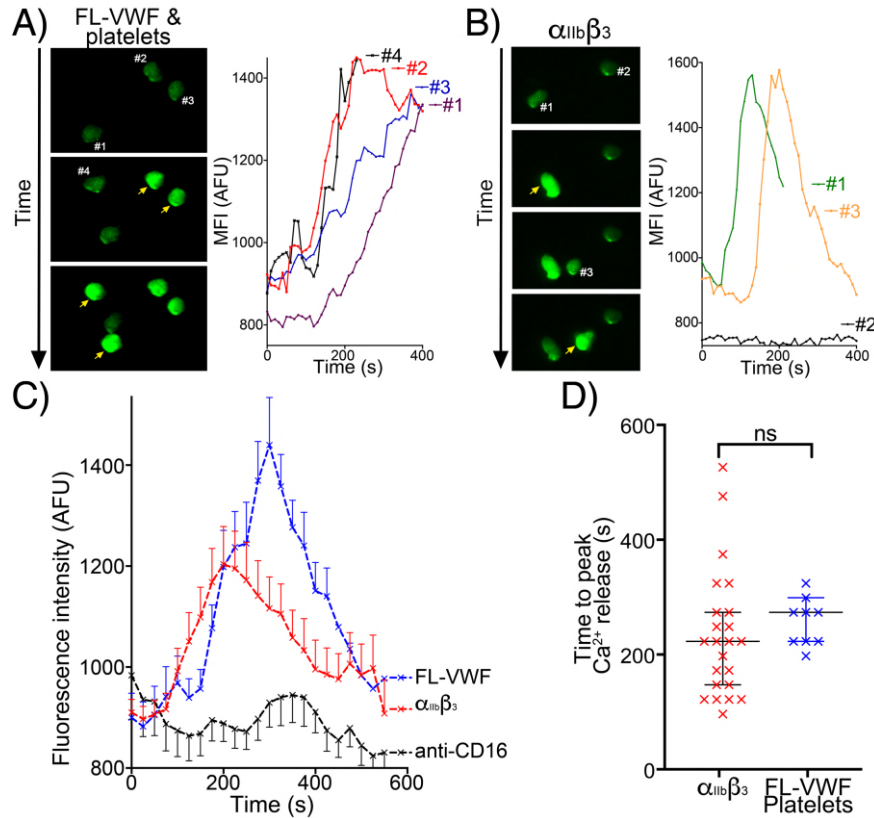 A)
FL-VWF &
platelets
Time
#2
#3
#1
#4
MFI (AFU)
1400
1200
1000
800
0
200
400
Time (s)
#4
#2
#3
#1
B)
αIIbβ3
Time
#2
#1
#3
MFI (AFU)
1600
1400
1200
1000
800
0
200
400
Time (s)
#1
#3
#2
C)
Fluorescence intensity (AFU)
1400
1200
1000
800
0
200
400
600
Time (s)
FL-VWF
αIIbβ3
anti-CD16
D)
Time to peak
Ca2+ release (s)
600
400
200
0
ns
αIIbβ3
FL-VWF
Platelets